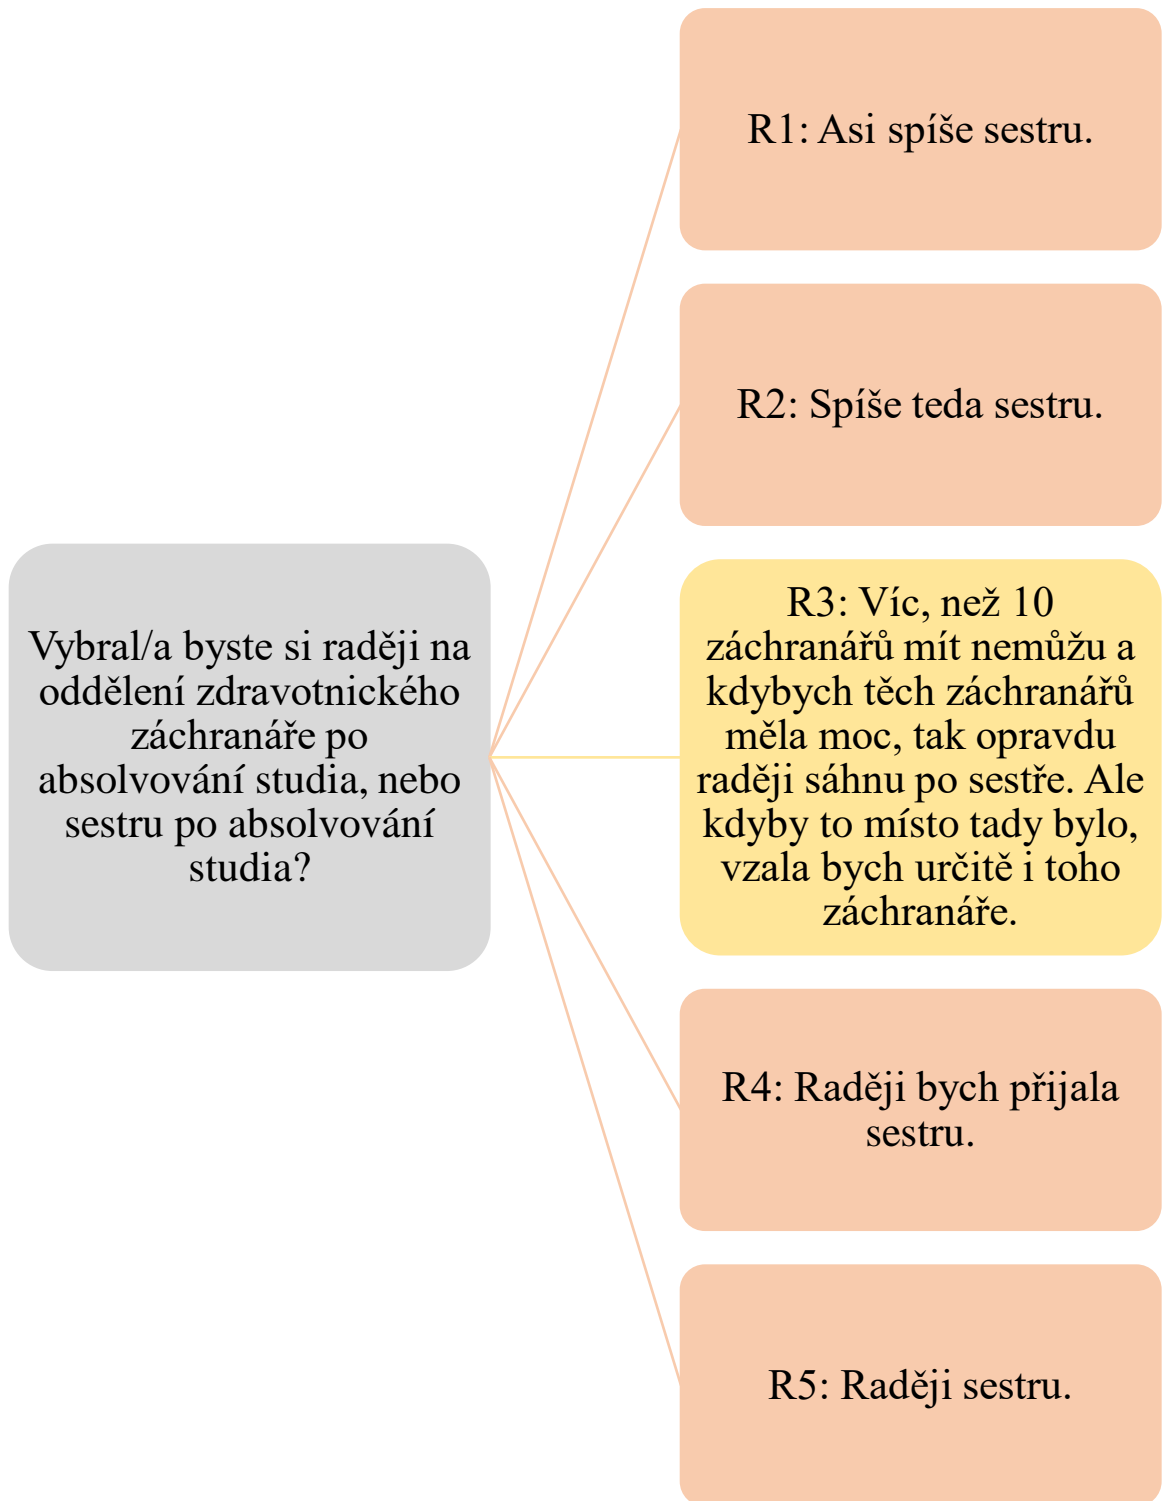 Vybral/a byste si raději na
oddělení zdravotnického
záchranáře po
absolvování studia, nebo
sestru po absolvování
studia?
R1: Asi spíše sestru.
R2: Spíše teda sestru.
R3: Víc, než 10
záchranářů mít nemůžu a
kdybych těch záchranářů
měla moc, tak opravdu
raději sáhnu po sestře. Ale
kdyby to místo tady bylo,
vzala bych určitě i toho
záchranáře.
R4: Raději bych přijala
sestru.
R5: Raději sestru.